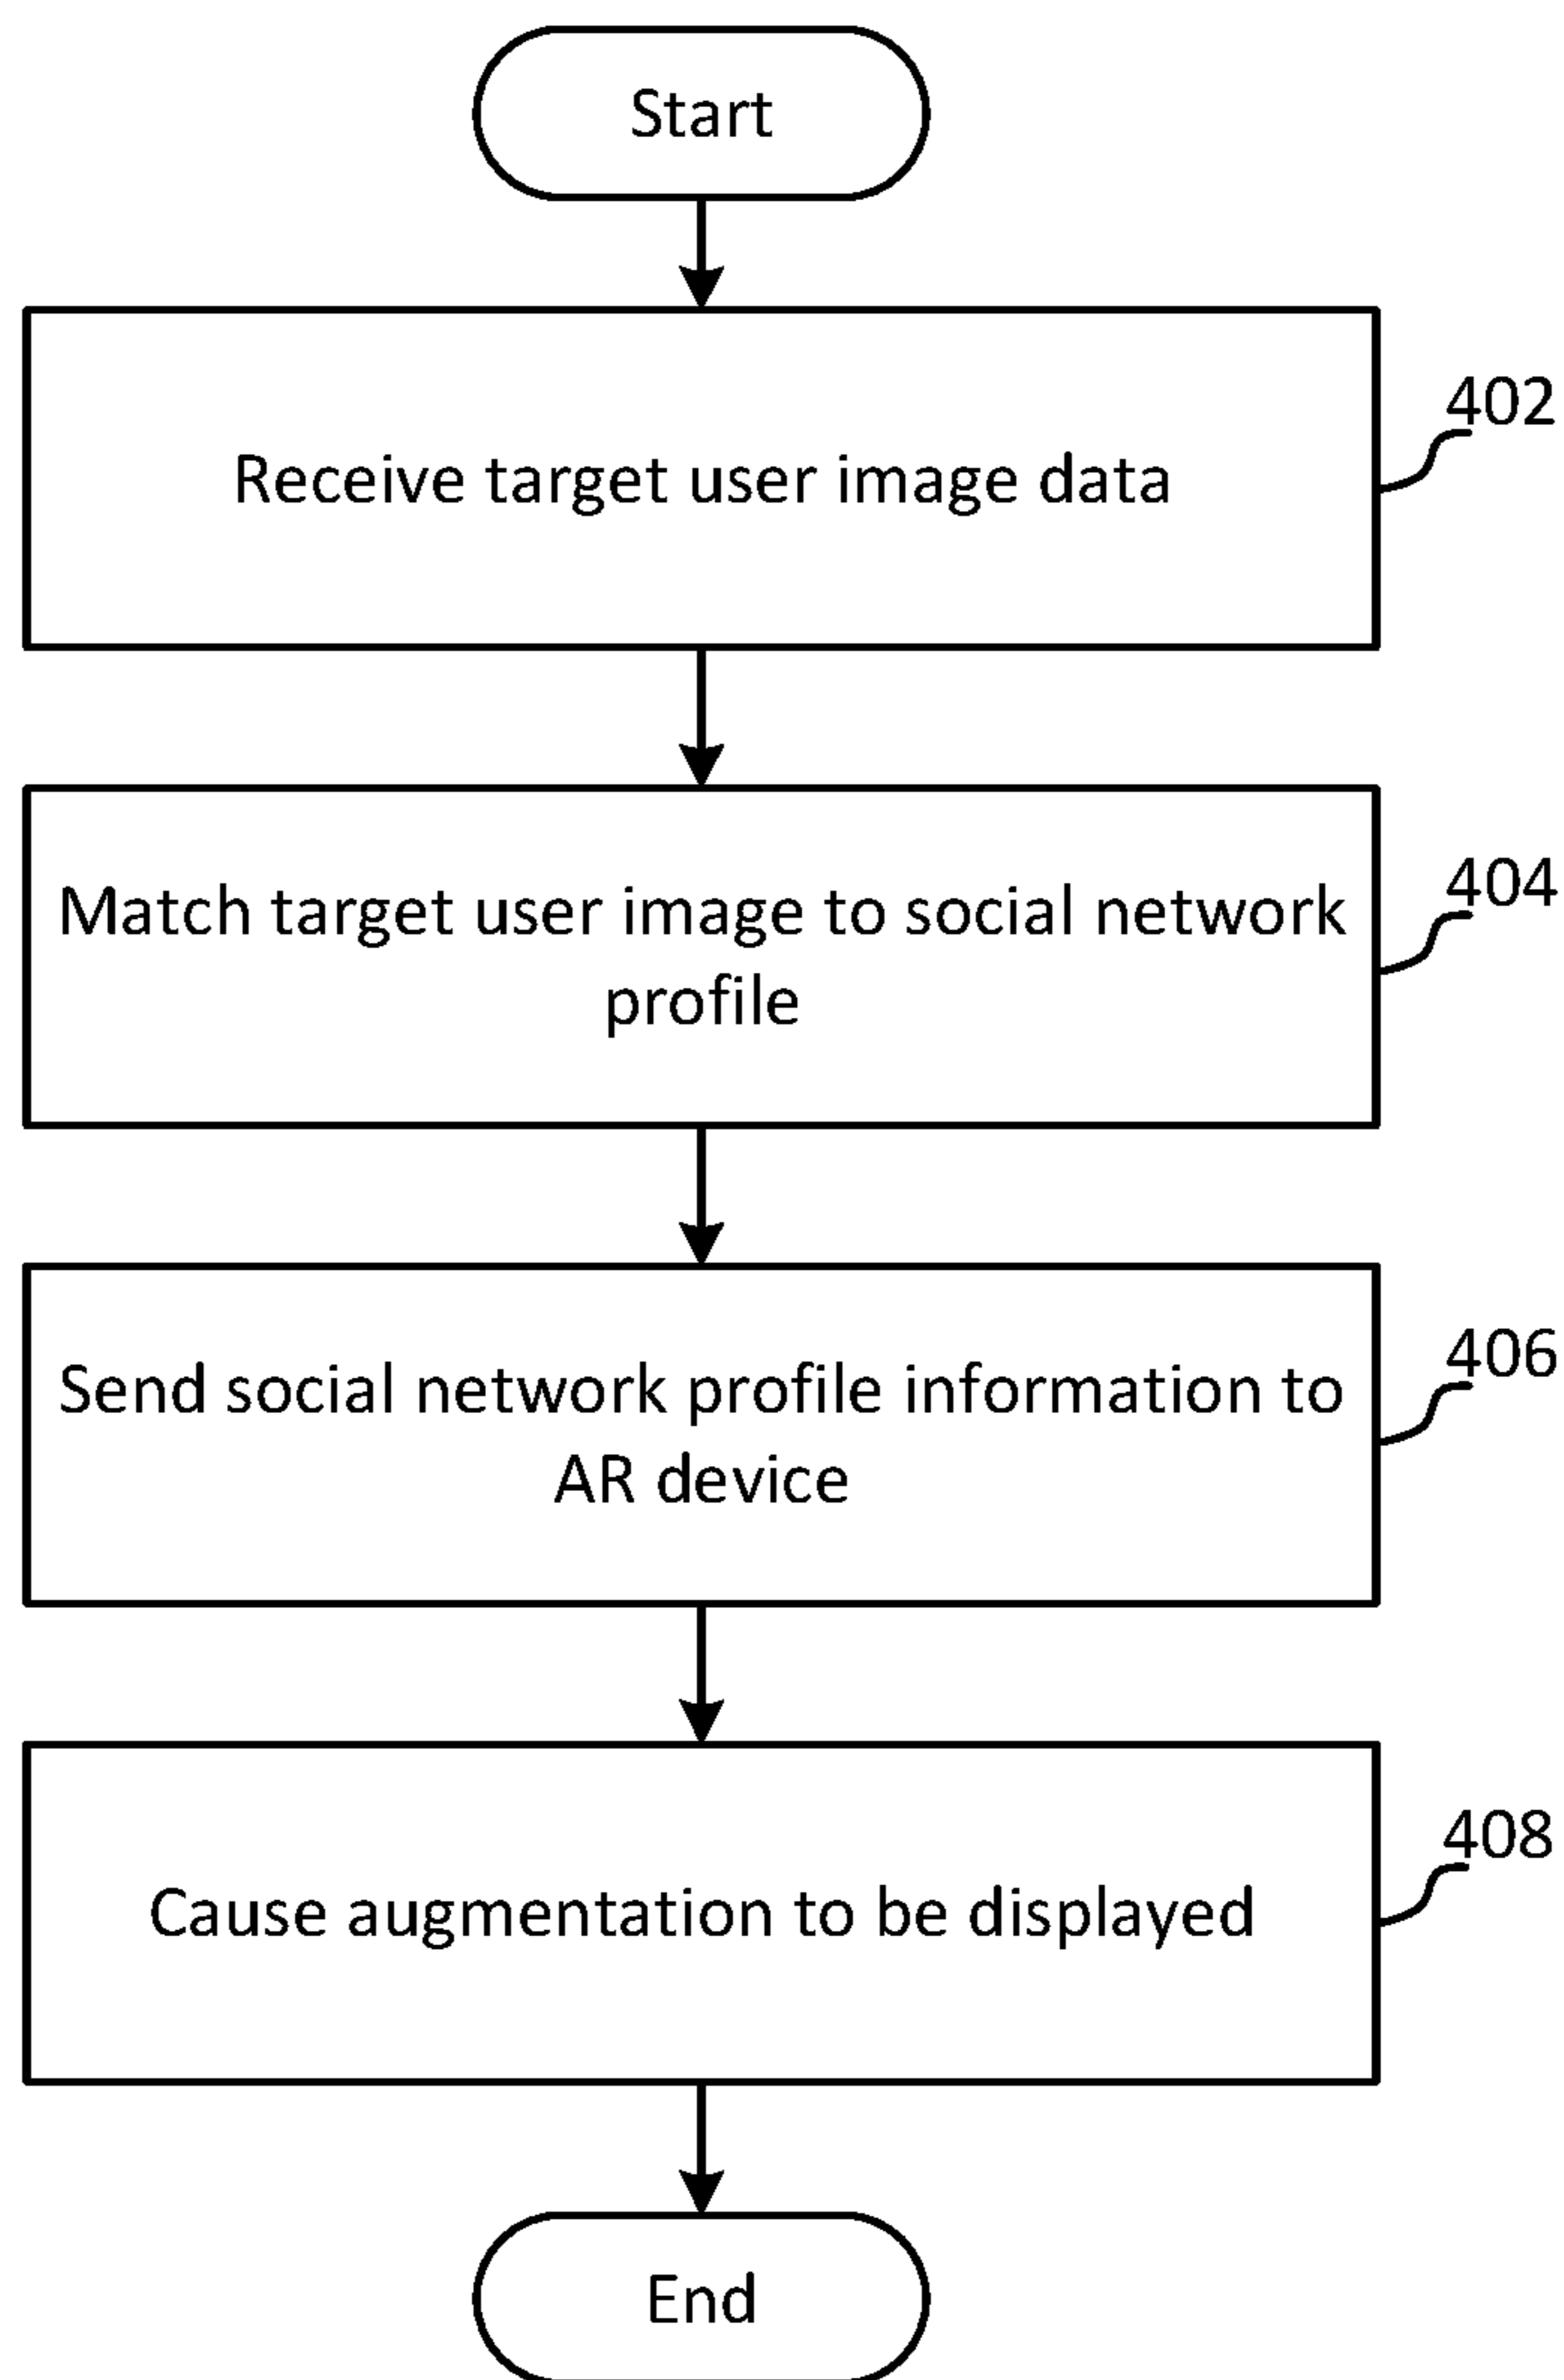 Start
402
Receive target user image data
404
Match target user image to social network
profile
406
Send social network profile information to
AR device
408
Cause augmentation to be displayed
End